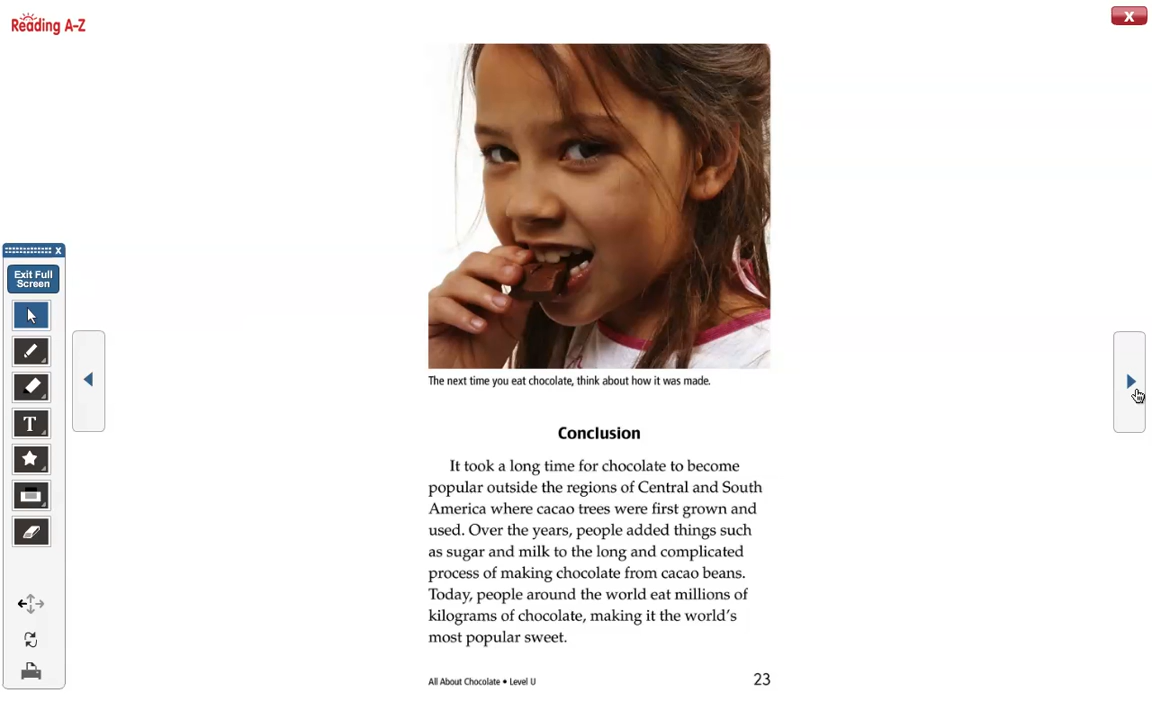 Reading A-Z
X
x
Exit Full
Screen
T
The next time you eat chocolate, think about how it was made.
Conclusion
It took a long time for chocolate to become
popular outside the regions of Central and South
America where cacao trees were first grown and
used. Over the years, people added things such
as sugar and milk to the long and complicated
process of making chocolate from cacao beans.
Today, people around the world eat millions of
kilograms of chocolate, making it the world's
most popular sweet.
All About Chocolate • Level U
23